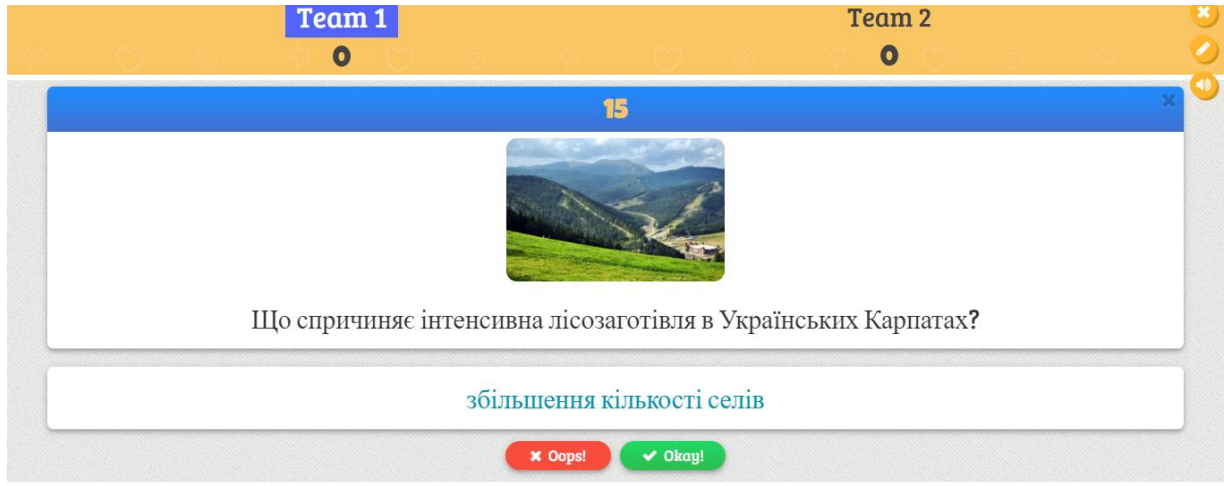 Team 1
Team 2
0
0
15
Що спричиняє інтенсивна лісозаготівля в Українських Карпатах?
збільшення кількості селів
Oops!
Okay!